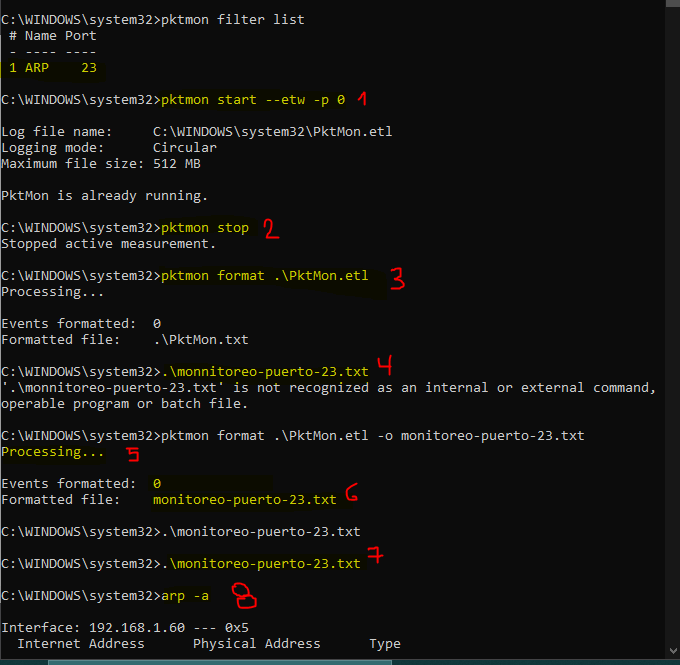 C:\WINDOWS\system32>pktmon filter list
# Name Port
- ---- ----
1 ARP 23
C:\WINDOWS\system32>pktmon start --etw -p 0 1
Log file name: C:\WINDOWS\system32\PktMon.etl
Logging mode: Circular
Maximum file size: 512 MB
PktMon is already running.
C:\WINDOWS\system32>pktmon stop 2
Stopped active measurement.
C:\WINDOWS\system32>pktmon format .\PktMon.etl 3
Processing...
Events formatted: 0
Formatted file: .\PktMon.txt
C:\WINDOWS\system32>.\monnitoreo-puerto-23.txt 4
'.\monnitoreo-puerto-23.txt' is not recognized as an internal or external command,
operable program or batch file.
C:\WINDOWS\system32>pktmon format .\PktMon.etl -o monitoreo-puerto-23.txt
Processing... 5
Events formatted: 0
Formatted file: monitoreo-puerto-23.txt 6
C:\WINDOWS\system32>.\monitoreo-puerto-23.txt
C:\WINDOWS\system32>.\monitoreo-puerto-23.txt 7
C:\WINDOWS\system32>arp -a 8
Interface: 192.168.1.60 --- 0x5
Internet Address Physical Address Type